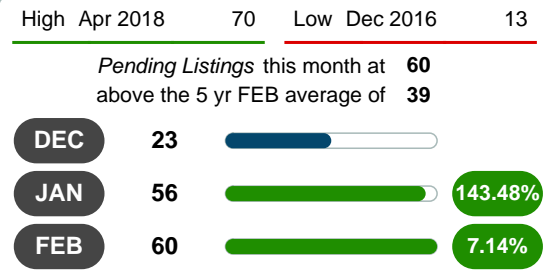 High Apr 2018 70 Low Dec 2016 13
Pending Listings this month at 60
above the 5 yr FEB average of 39
DEC 23
JAN 56 143.48%
FEB 60 7.14%